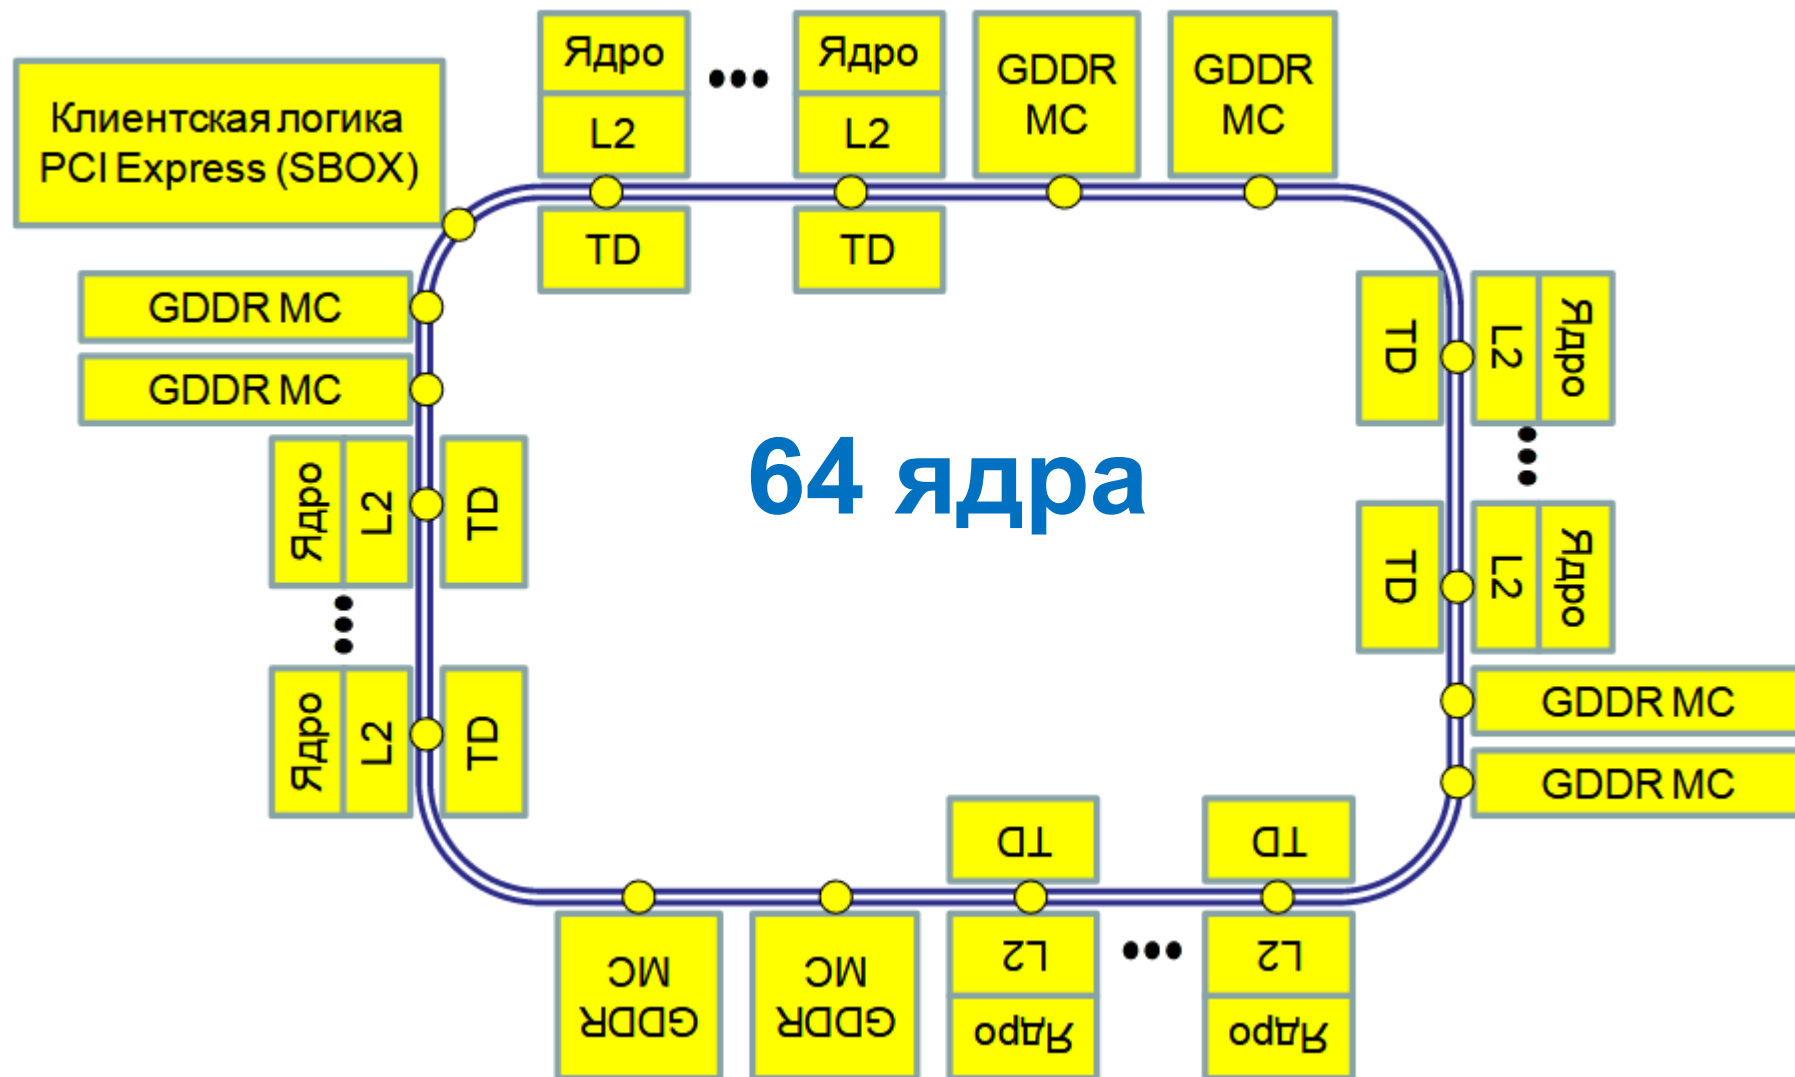 Ядро
L2
TD
Ядро
L2
TD
GDDR
MC
GDDR
MC
Клиентская логика
PCI Express (SBOX)
GDDR MC
GDDR MC
Ядро
L2
TD
Ядро
L2
TD
64 ядра
TD
L2
Ядро
TD
L2
Ядро
GDDR MC
GDDR MC
GDDR
MC
GDDR
MC
TD
L2
Ядро
TD
L2
Ядро